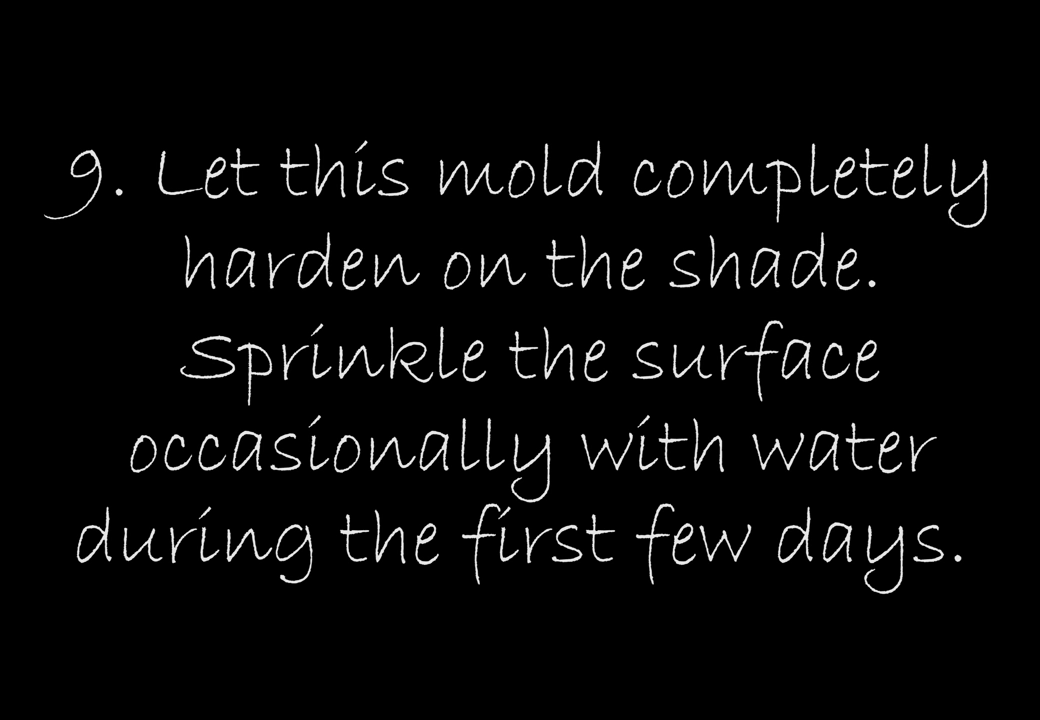 9. Let this mold completely
harden on the shade.
Sprinkle the surface
occasionally with water
during the first few days.